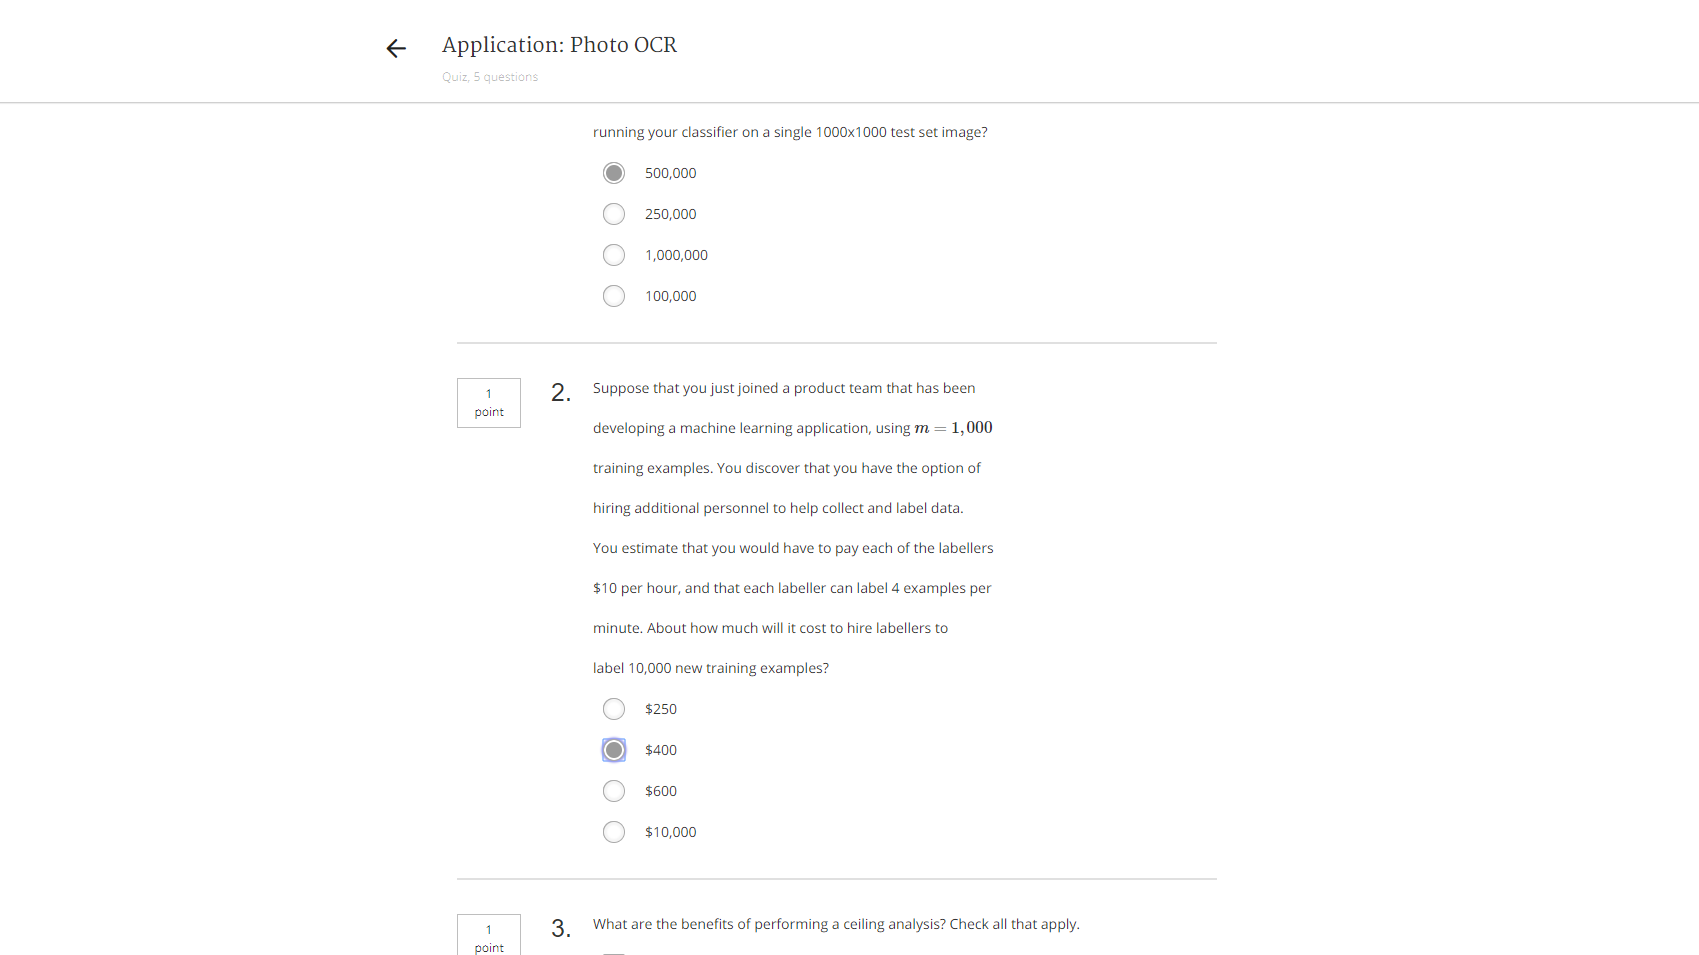 Application: Photo OCR
Quiz, 5 questions
running your classifier on a single 1000x1000 test set image?
500,000
250,000
1,000,000
100,000
1
point
2.
Suppose that you just joined a product team that has been
developing a machine learning application, using m = 1,000
training examples. You discover that you have the option of
hiring additional personnel to help collect and label data.
You estimate that you would have to pay each of the labellers
$10 per hour, and that each labeller can label 4 examples per
minute. About how much will it cost to hire labellers to
label 10,000 new training examples?
$250
$400
$600
$10,000
1
point
3.
What are the benefits of performing a ceiling analysis? Check all that apply.